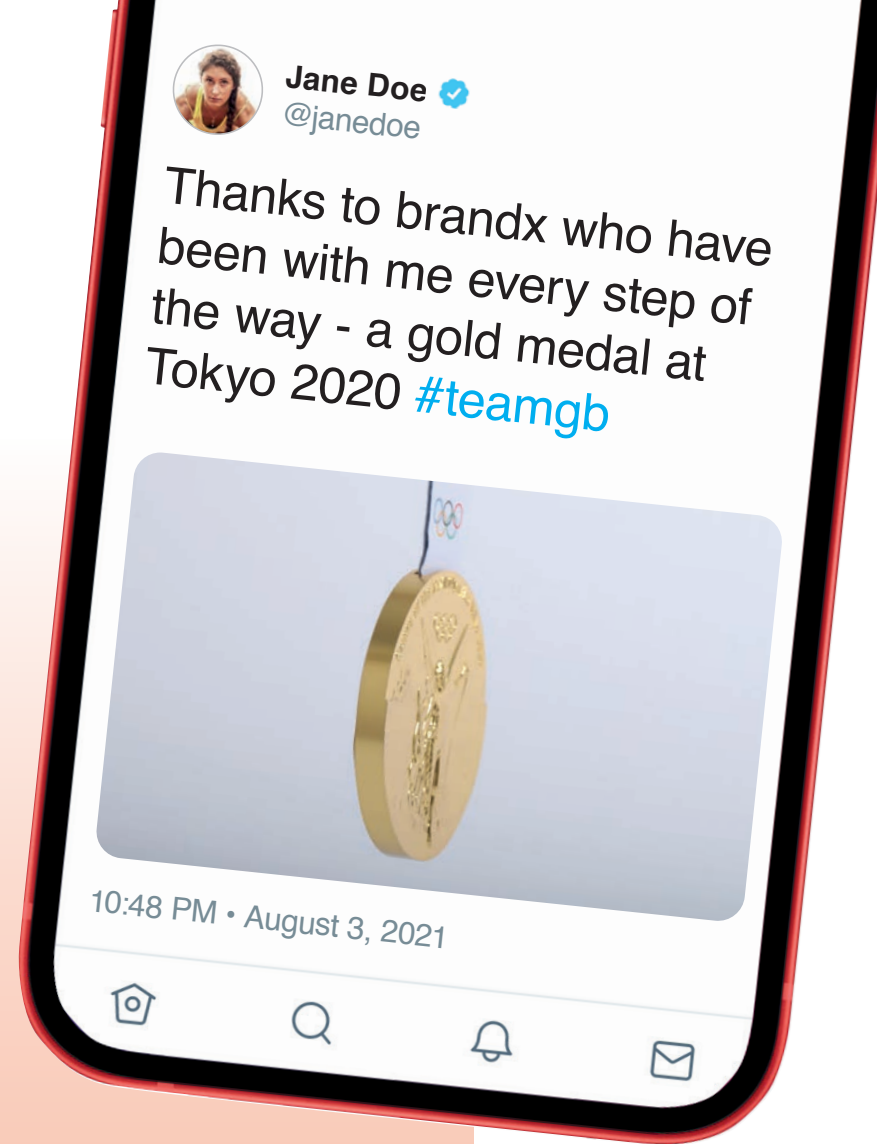 Jane Doe
@janedoe
Thanks to brandx who have
been with me every step of
the way - a gold medal at
Tokyo 2020 #teamgb
10:48 PM • August 3, 2021